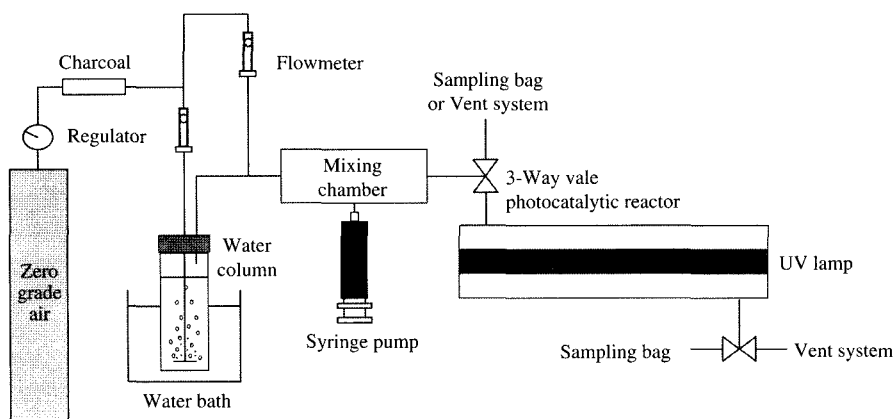 Charcoal
Flowmeter
Regulator
Sampling bag
or Vent system
Mixing
chamber
3-Way vale
photocatalytic reactor
Water
column
Zero
grade
air
UV lamp
Syringe pump
Sampling bag
Vent system
Water bath